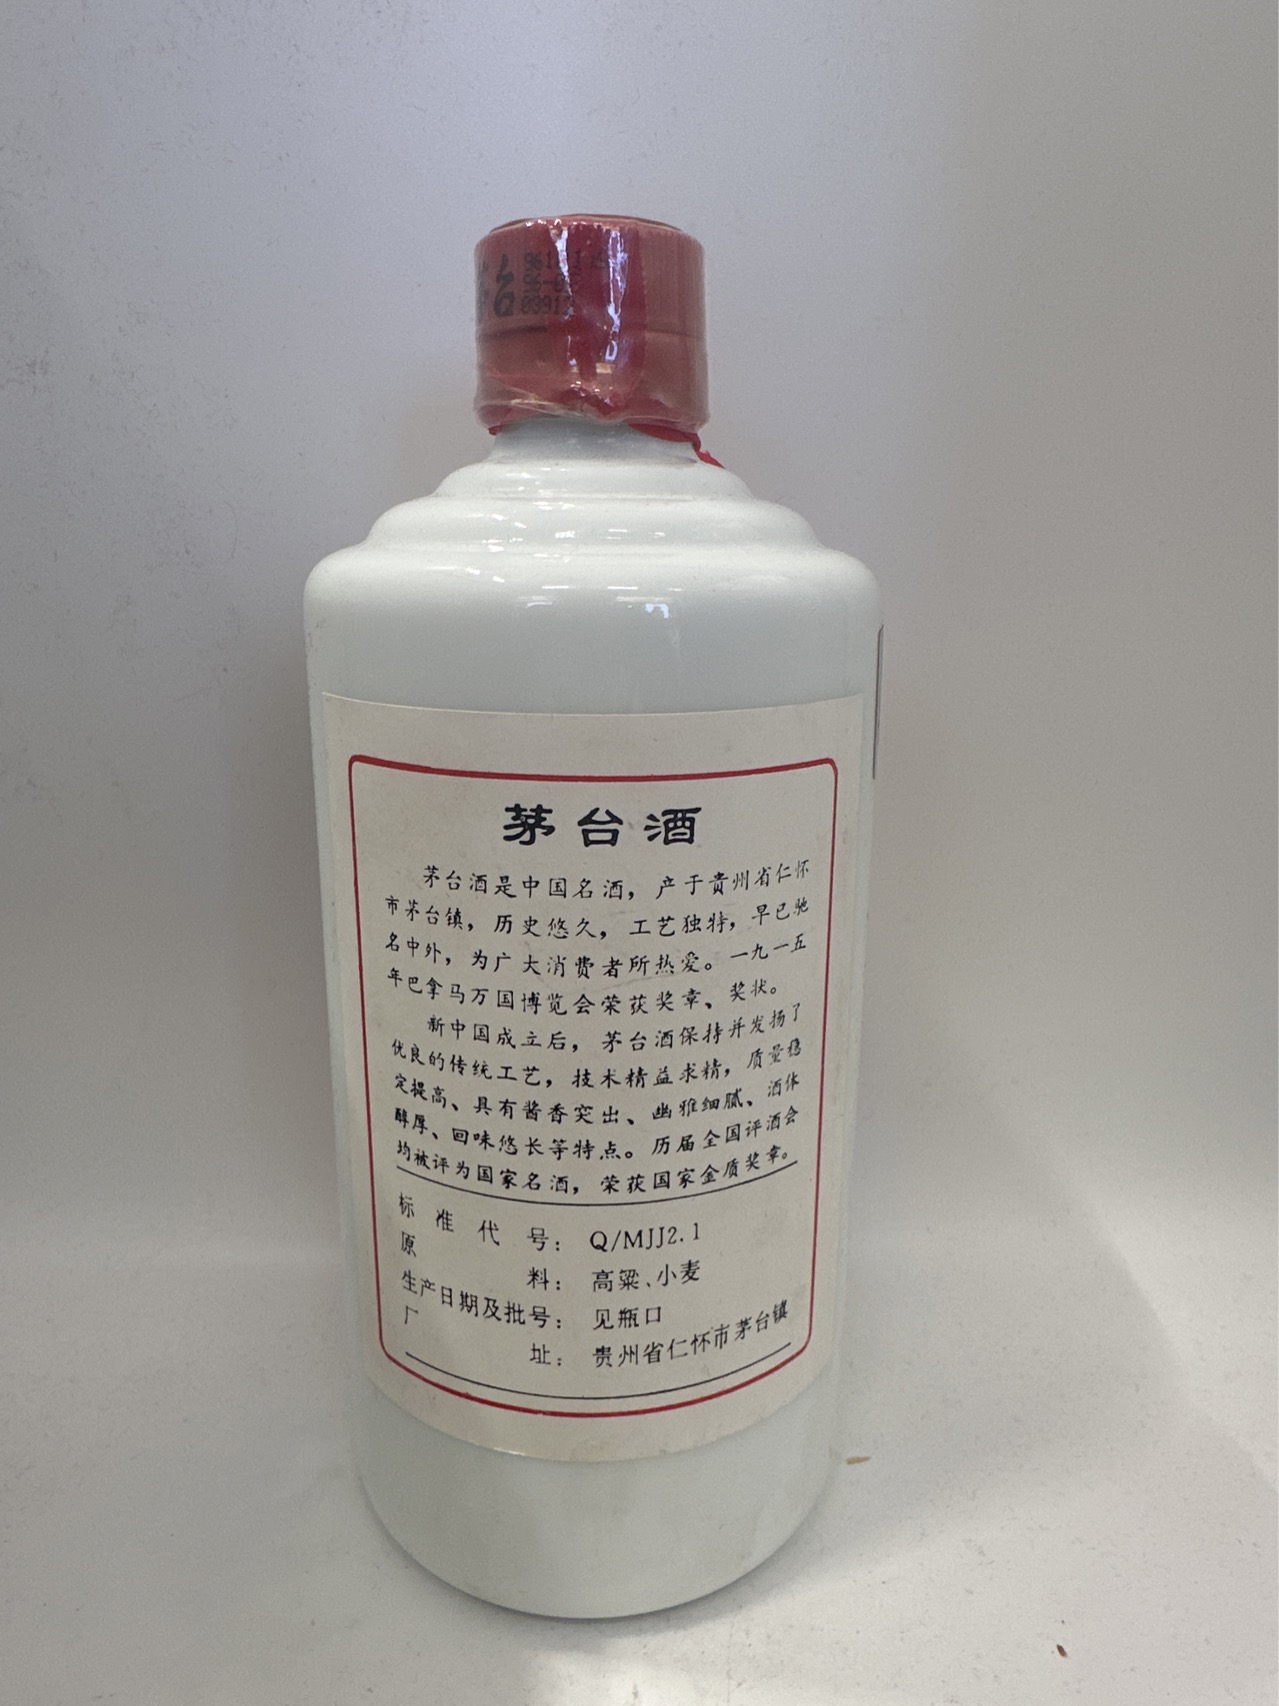 台
茅台酒
茅台酒是中国名酒，产于贵州省仁怀
市茅台镇，历史悠久，工艺独特，早已驰
名中外，为广大消费者所热爱。一九一五
年巴拿马万国博览会荣获奖章、奖状。
新中国成立后，茅台酒保持并发扬了
优良的传统工艺，技术精益求精，质量稳
定提高、具有酱香突出、幽雅细腻、酒体
醇厚、回味悠长等特点。历届全国评酒会
均被评为国家名酒，荣获国家金质奖章。
标准代号：Q/MJJ2.1
原料：高粱、小麦
生产日期及批号：见瓶口
厂址：贵州省仁怀市茅台镇